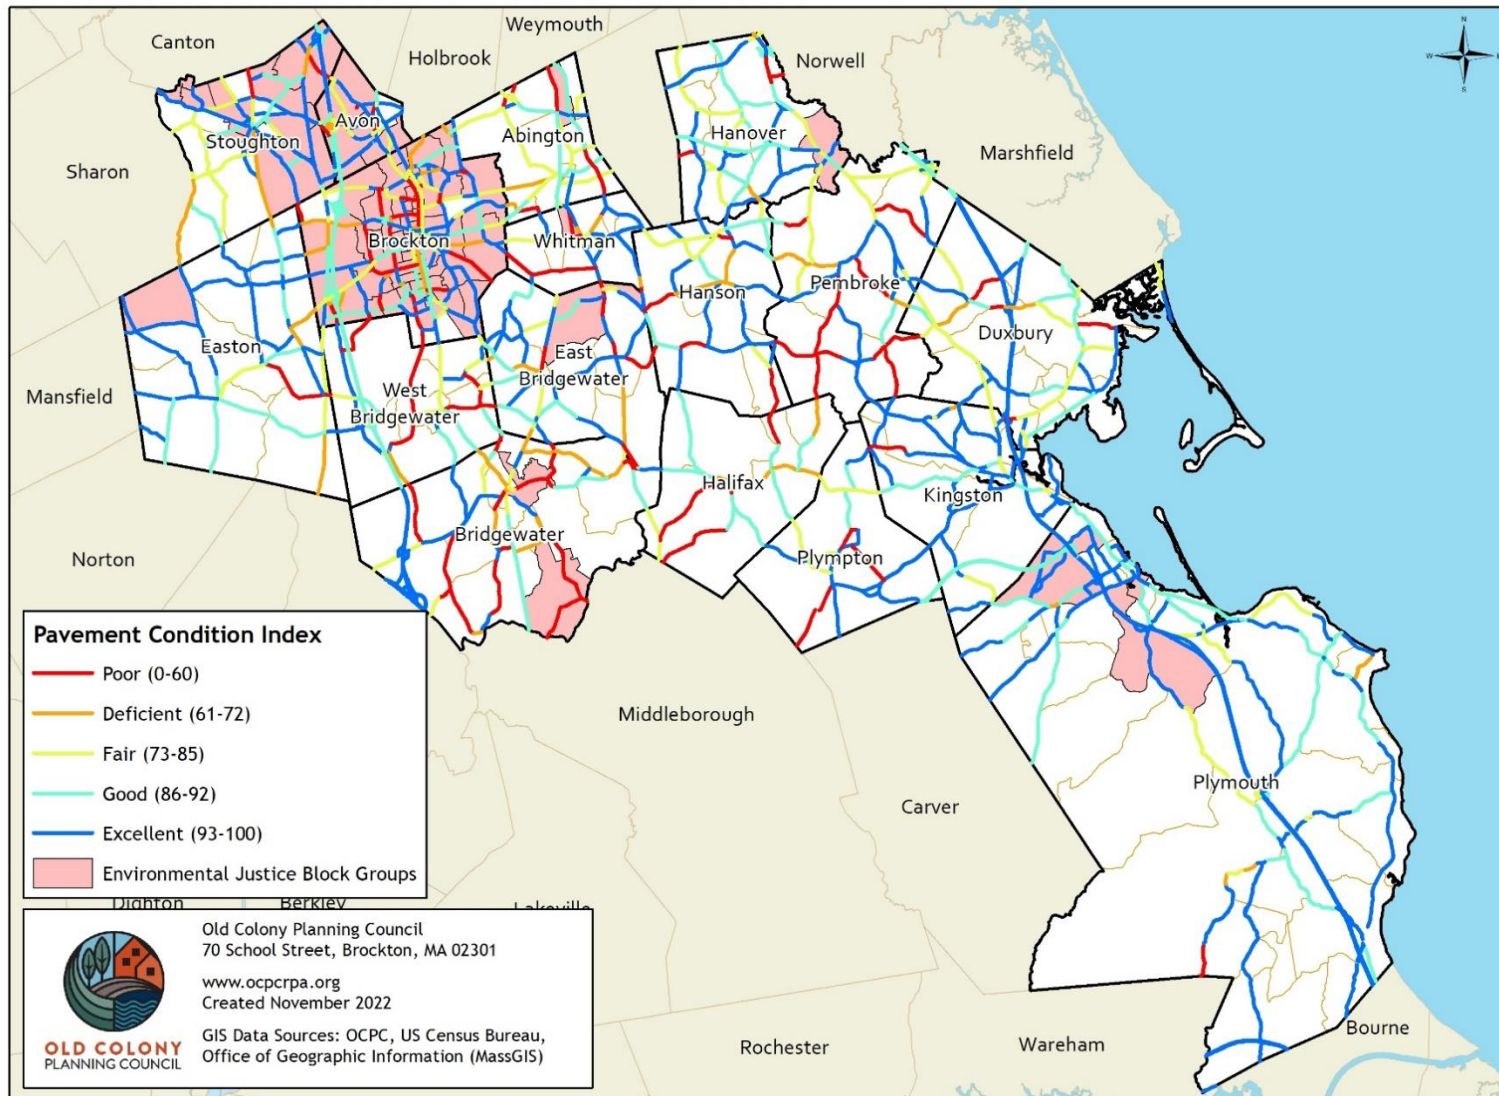 Weymouth
Canton
Holbrook
Norwell
N
W
E
S
Avon
Stoughton
Abington
Hanover
Marshfield
Sharon
Brockton
Whitman
Hanson
Pembroke
Duxbury
Easton
East
Bridgewater
West
Bridgewater
Mansfield
Halifax
Kingston
Bridgewater
Plympton
Norton
Pavement Condition Index
Poor (0-60)
Deficient (61-72)
Fair (73-85)
Good (86-92)
Excellent (93-100)
Environmental Justice Block Groups
Middleborough
Plymouth
Carver
Dighton
Berkley
Lakeville
Old Colony Planning Council
70 School Street, Brockton, MA 02301
www.ocpcrpa.org
Created November 2022
GIS Data Sources: OCPC, US Census Bureau,
Office of Geographic Information (MassGIS)
OLD COLONY
PLANNING COUNCIL
Rochester
Wareham
Bourne